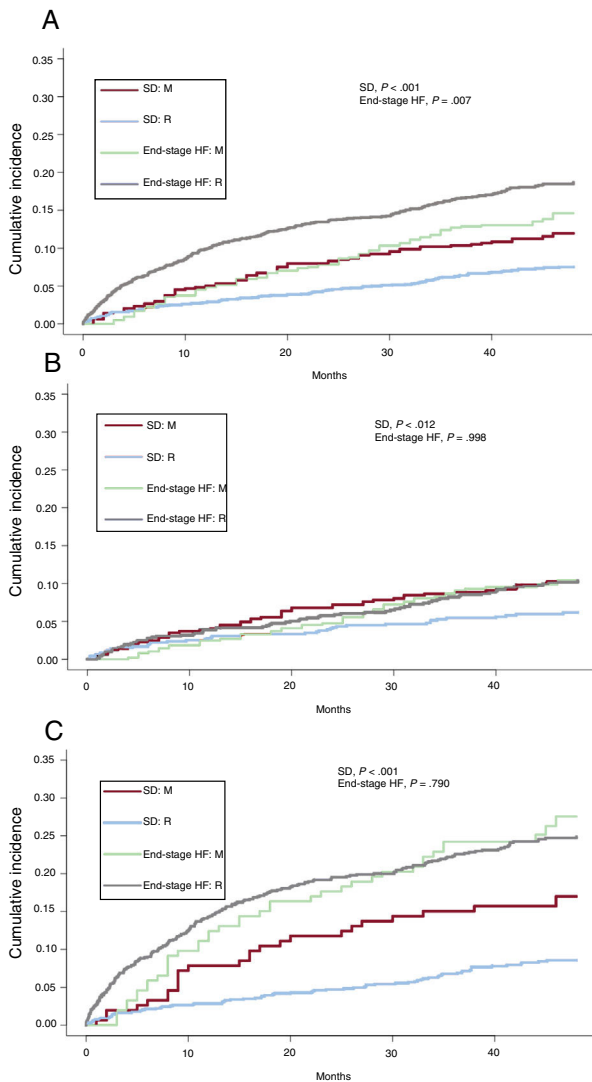 A
0.35
0.30
0.25
0.20
0.15
0.10
0.05
0.00
Cumulative incidence
SD: M
SD: R
End-stage HF: M
End-stage HF: R
SD, P < .001
End-stage HF, P = .007
0 10 20 30 40
Months
B
0.35
0.30
0.25
0.20
0.15
0.10
0.05
0.00
Cumulative incidence
SD: M
SD: R
End-stage HF: M
End-stage HF: R
SD, P < .012
End-stage HF, P = .998
0 10 20 30 40
Months
C
0.35
0.30
0.25
0.20
0.15
0.10
0.05
0.00
Cumulative incidence
SD: M
SD: R
End-stage HF: M
End-stage HF: R
SD, P < .001
End-stage HF, P = .790
0 10 20 30 40
Months